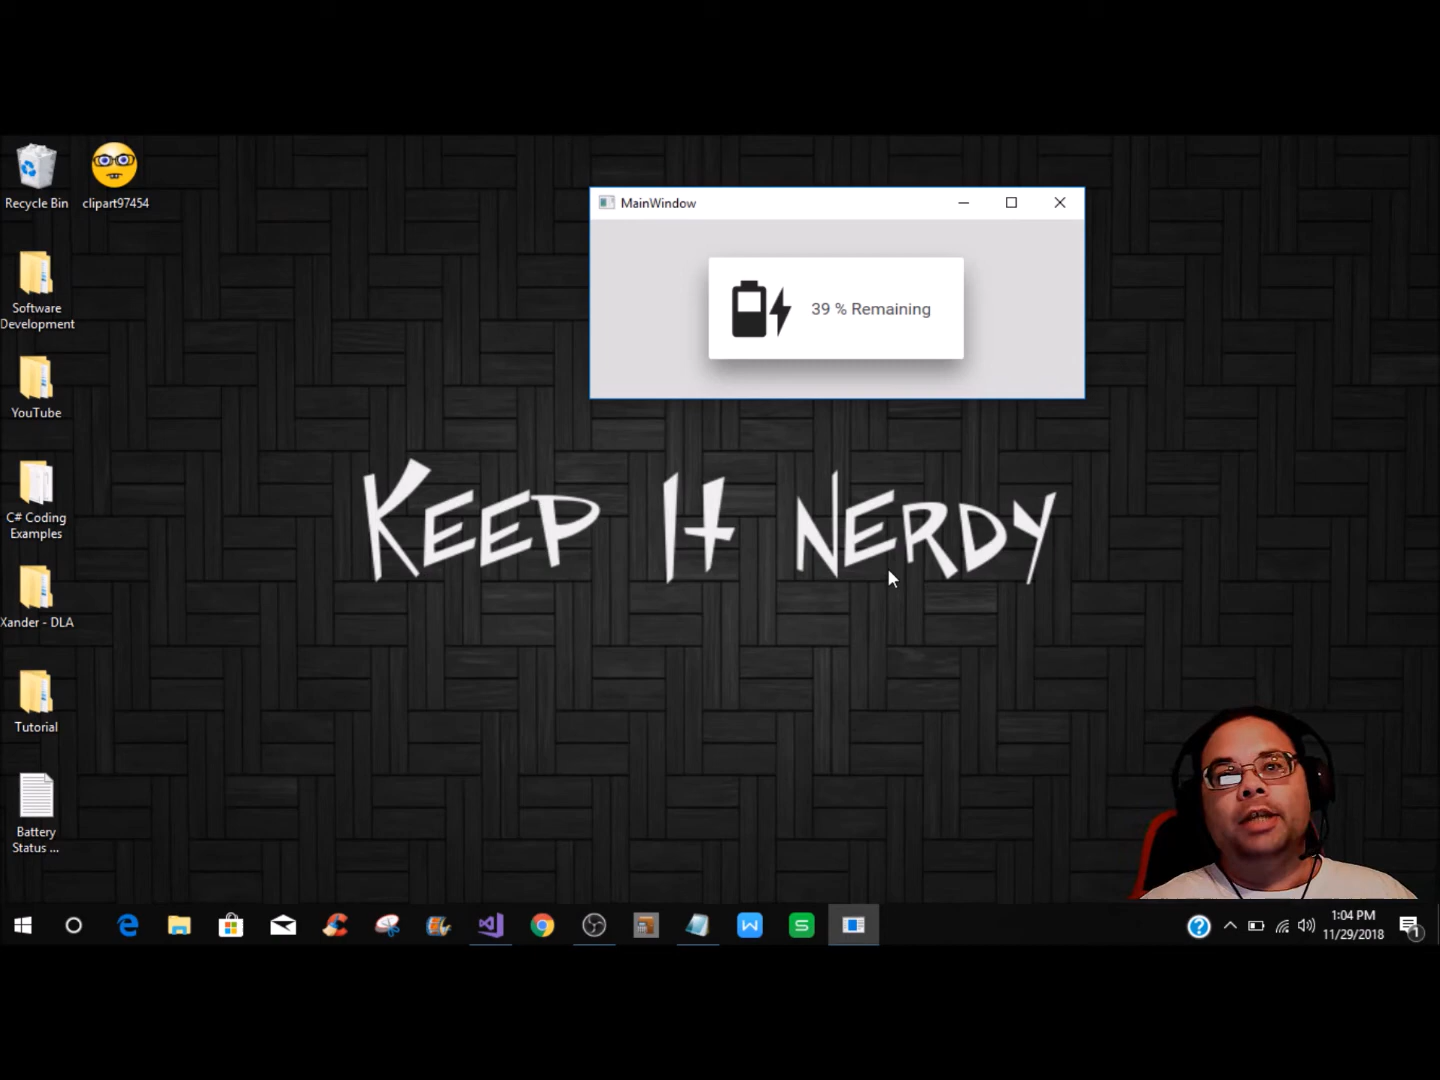 Recycle Bin
clipart97454
Software
Development
YouTube
C# Coding
Examples
Xander - DLA
Tutorial
Battery
Status ...
MainWindow
39 % Remaining
KEEP IT NERDY
W
S
?
1:04 PM
11/29/2018
1